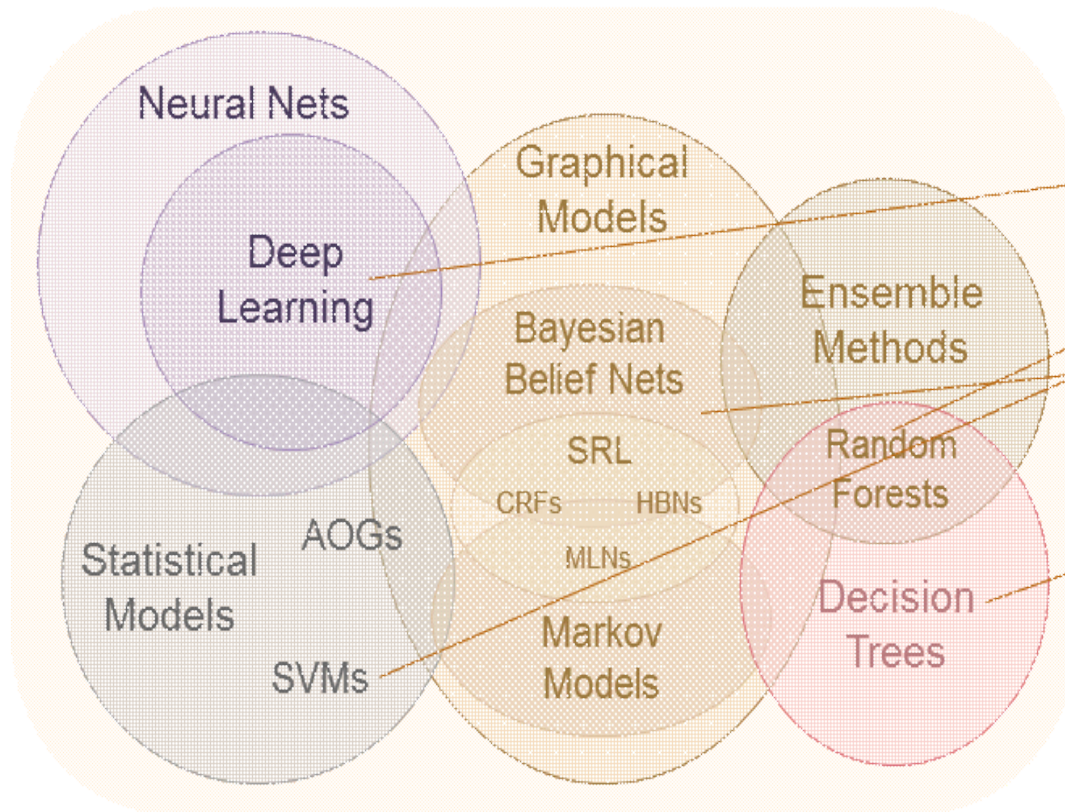 Neural Nets
Deep
Learning
Graphical
Models
Bayesian
Belief Nets
SRL
CRFs
HBNs
MLNs
Markov
Models
Ensemble
Methods
Random
Forests
Decision
Trees
Statistical
Models
AOGs
SVMs